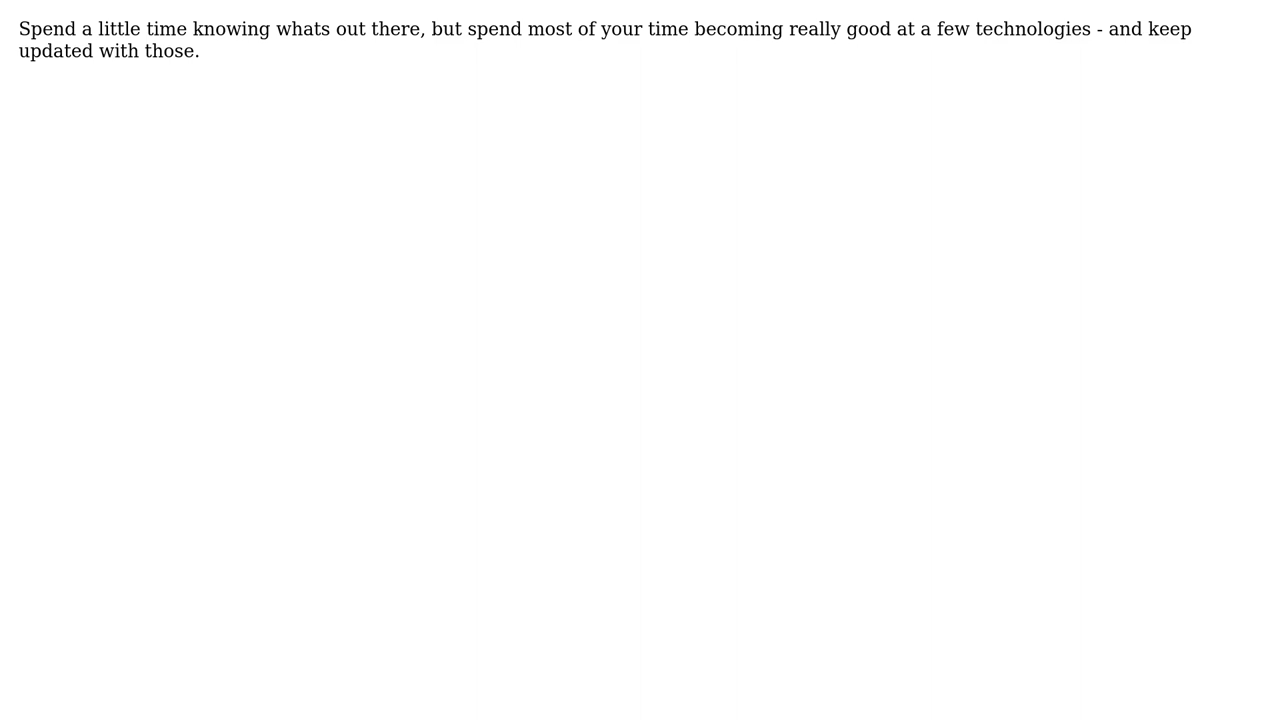 Spend a little time knowing whats out there, but spend most of your time becoming really good at a few technologies - and keep
updated with those.